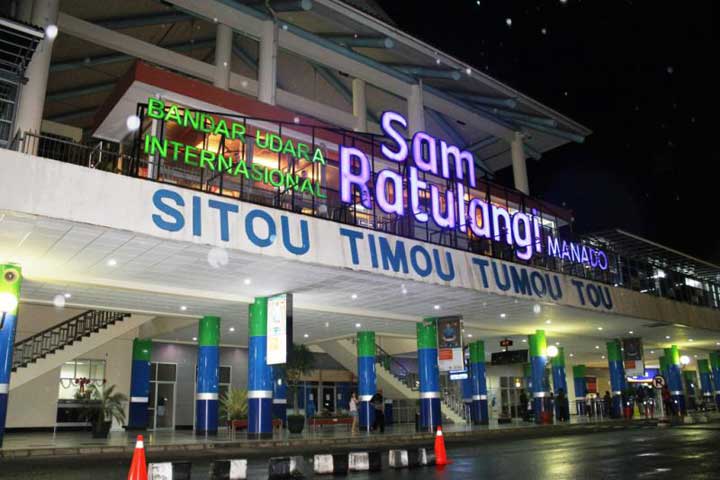 BANDAR UDARA
INTERNASIONAL
Sam
Ratulangi
MANADO
SITOU TIMOU TUMOU TOU